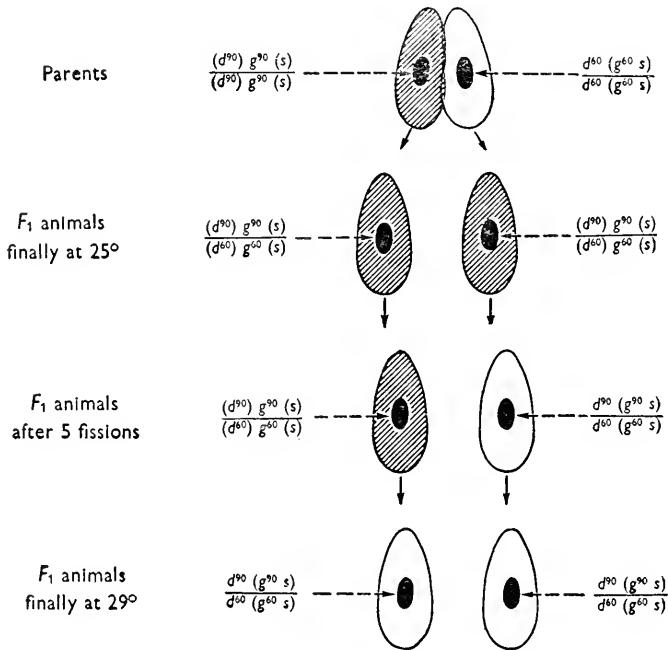 Parents
(d⁹⁰) g⁹⁰ (s)
(d⁹⁰) g⁹⁰ (s)
d⁶⁰ (g⁶⁰ s)
d⁶⁰ (g⁶⁰ s)
F₁ animals
finally at 25°
(d⁹⁰) g⁹⁰ (s)
(d⁶⁰) g⁶⁰ (s)
(d⁹⁰) g⁹⁰ (s)
(d⁶⁰) g⁶⁰ (s)
F₁ animals
after 5 fissions
(d⁹⁰) g⁹⁰ (s)
(d⁶⁰) g⁶⁰ (s)
d⁹⁰ (g⁹⁰ s)
d⁶⁰ (g⁶⁰ s)
F₁ animals
finally at 29°
d⁹⁰ (g⁹⁰ s)
d⁶⁰ (g⁶⁰ s)
d⁹⁰ (g⁹⁰ s)
d⁶⁰ (g⁶⁰ s)